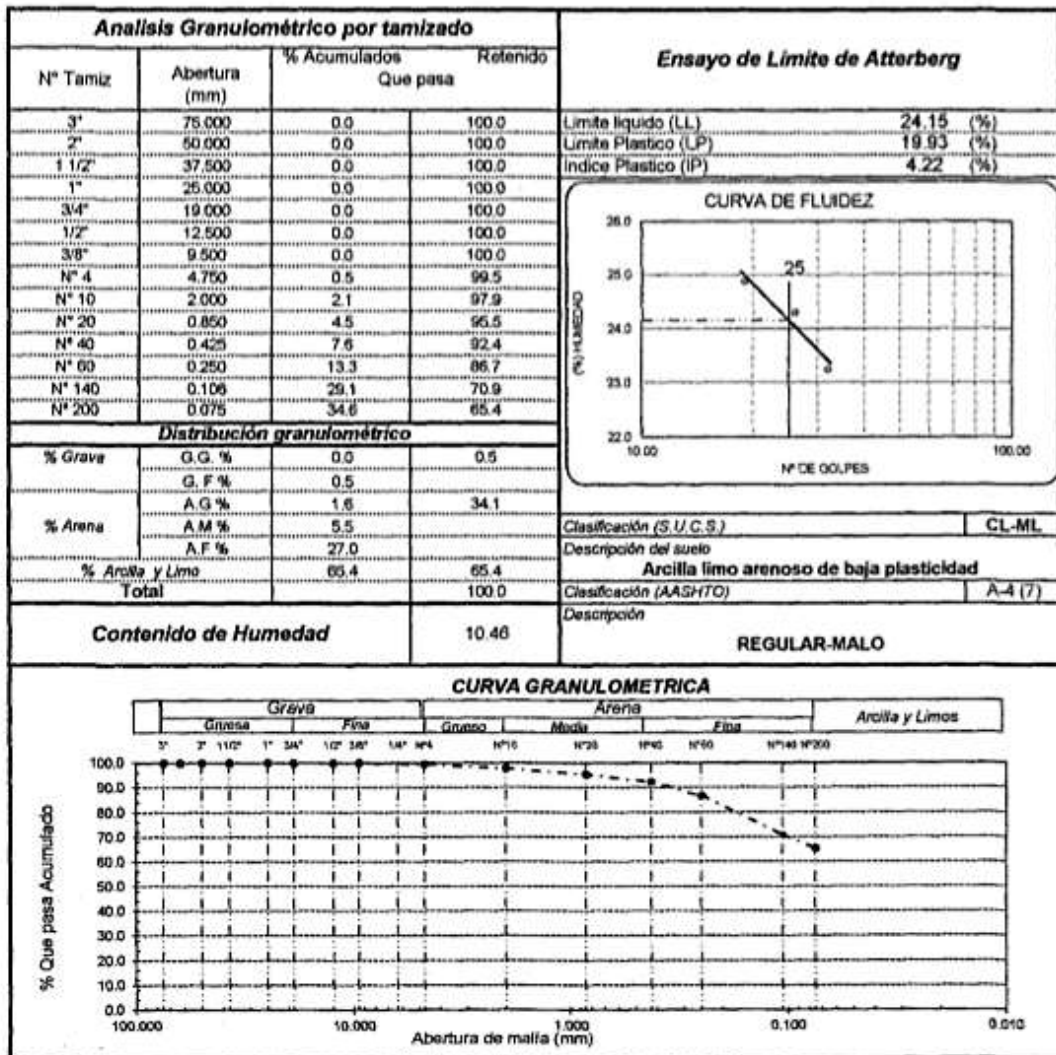 Analisis Granulométrico por tamizado
N° Tamiz Abertura (mm) % Acumulados Retenido Que pasa
3" 75.000 0.0 100.0
2" 50.000 0.0 100.0
1 1/2" 37.500 0.0 100.0
1" 25.000 0.0 100.0
3/4" 19.000 0.0 100.0
1/2" 12.500 0.0 100.0
3/8" 9.500 0.0 100.0
N° 4 4.750 0.5 99.5
N° 10 2.000 2.1 97.9
N° 20 0.850 4.5 95.5
N° 40 0.425 7.6 92.4
N° 60 0.250 13.3 86.7
N° 140 0.106 29.1 70.9
N° 200 0.075 34.6 65.4
Distribución granulométrico
% Grava G.G. % 0.0 0.5
G. F % 0.5
A.G % 1.6 34.1
% Arena A.M % 5.5
A.F % 27.0
% Arcilla y Limo 65.4 65.4
Total 100.0
Contenido de Humedad 10.46
Ensayo de Límite de Atterberg
Limite liquido (LL) 24.15 (%)
Limite Plastico (LP) 19.93 (%)
Indice Plastico (IP) 4.22 (%)
CURVA DE FLUIDEZ
26.0
25.0
24.0
23.0
22.0
25
(%) HUMEDAD
10.00 100.00
N° DE GOLPES
Clasificación (S.U.C.S.) CL-ML
Descripción del suelo
Arcilla limo arenoso de baja plasticidad
Clasificación (AASHTO) A-4 (7)
Descripción
REGULAR-MALO
CURVA GRANULOMETRICA
Grava Arena Arcilla y Limos
Gruesa Fina Grueso Media Fina
3" 2" 1 1/2" 1" 3/4" 1/2" 3/8" 1/4" N°4 N°10 N°20 N°40 N°60 N°140 N°200
100.0
90.0
80.0
70.0
60.0
50.0
40.0
30.0
20.0
10.0
0.0
% Que pasa Acumulado
100.000 10.000 1.000 0.100 0.010
Abertura de malla (mm)